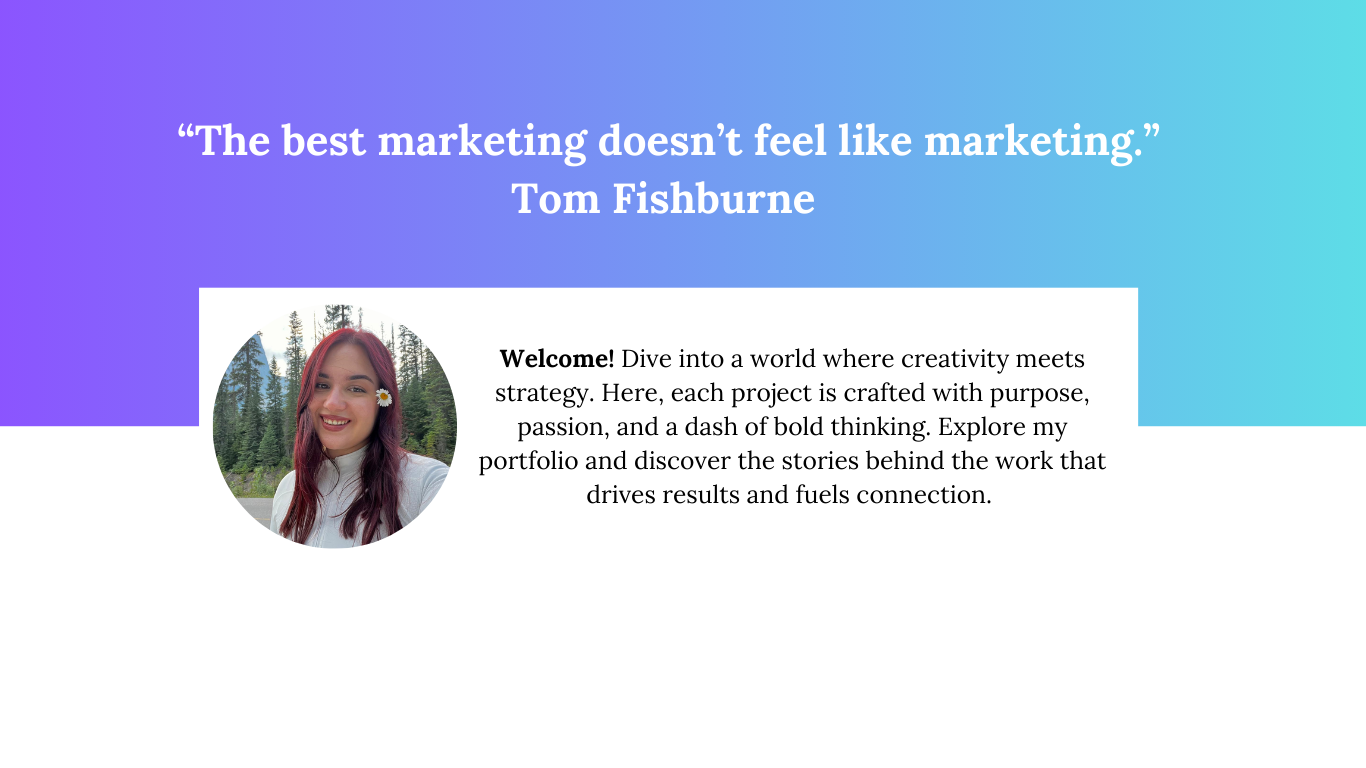 “The best marketing doesn’t feel like marketing.”
Tom Fishburne
Welcome! Dive into a world where creativity meets
strategy. Here, each project is crafted with purpose,
passion, and a dash of bold thinking. Explore my
portfolio and discover the stories behind the work that
drives results and fuels connection.